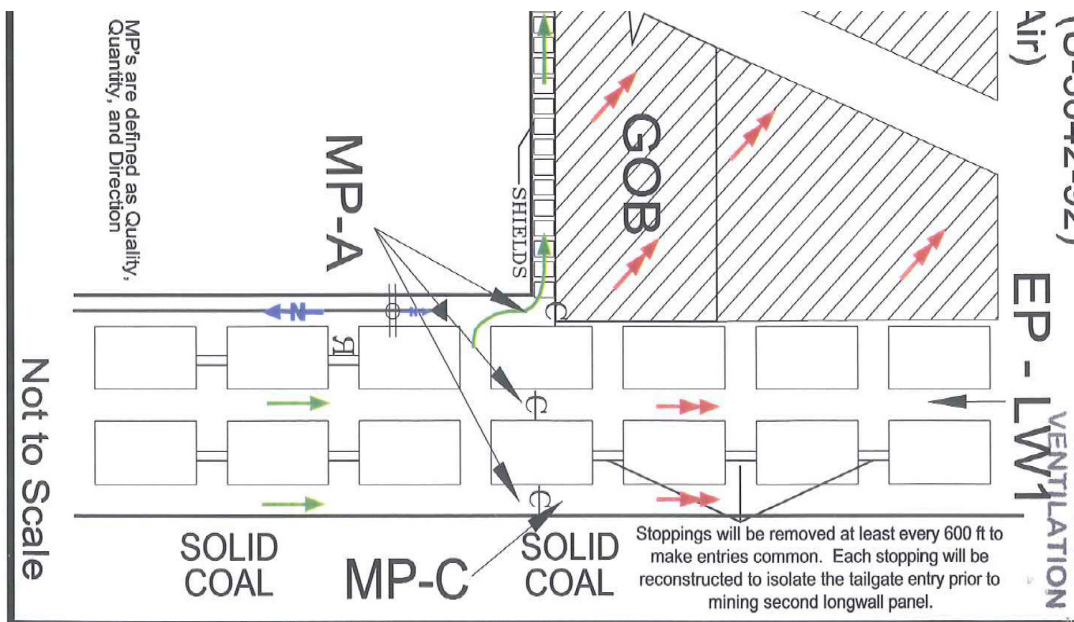 (C-3042-52)
Air)
MP's are defined as Quality,
Quantity, and Direction
MP-A
SHIELDS
GOB
EP - LW1
VENTILATION
C
N
N
R
C
C
Not to Scale
SOLID
COAL
MP-C
SOLID
COAL
Stoppings will be removed at least every 600 ft to
make entries common. Each stopping will be
reconstructed to isolate the tailgate entry prior to
mining second longwall panel.